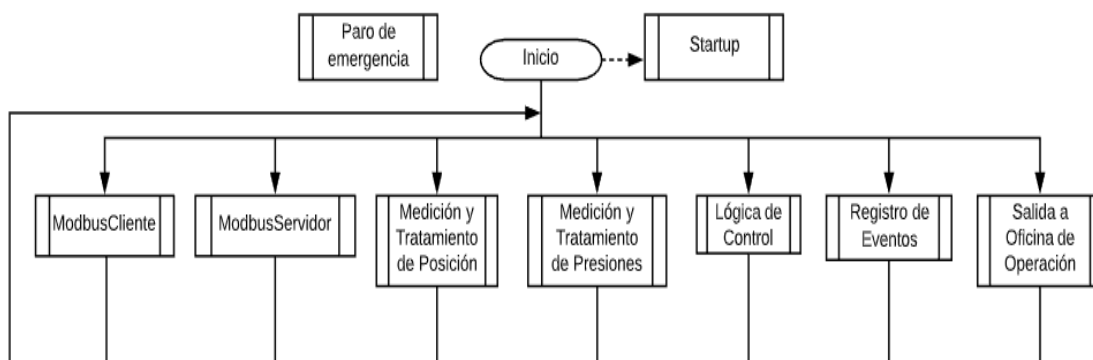 Paro de
emergencia
Inicio
Startup
ModbusCliente
ModbusServidor
Medición y
Tratamiento
de Posición
Medición y
Tratamiento
de Presiones
Lógica de
Control
Registro de
Eventos
Salida a
Oficina de
Operación